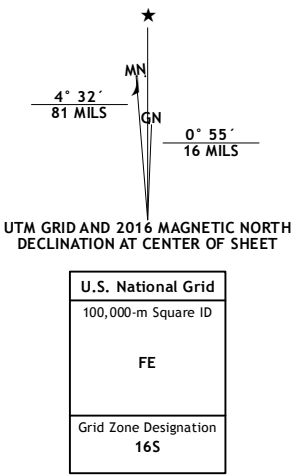 ★
MN
4° 32´
81 MILS
GN
0° 55´
16 MILS
UTM GRID AND 2016 MAGNETIC NORTH
DECLINATION AT CENTER OF SHEET
U.S. National Grid
100,000-m Square ID
FE
Grid Zone Designation
16S